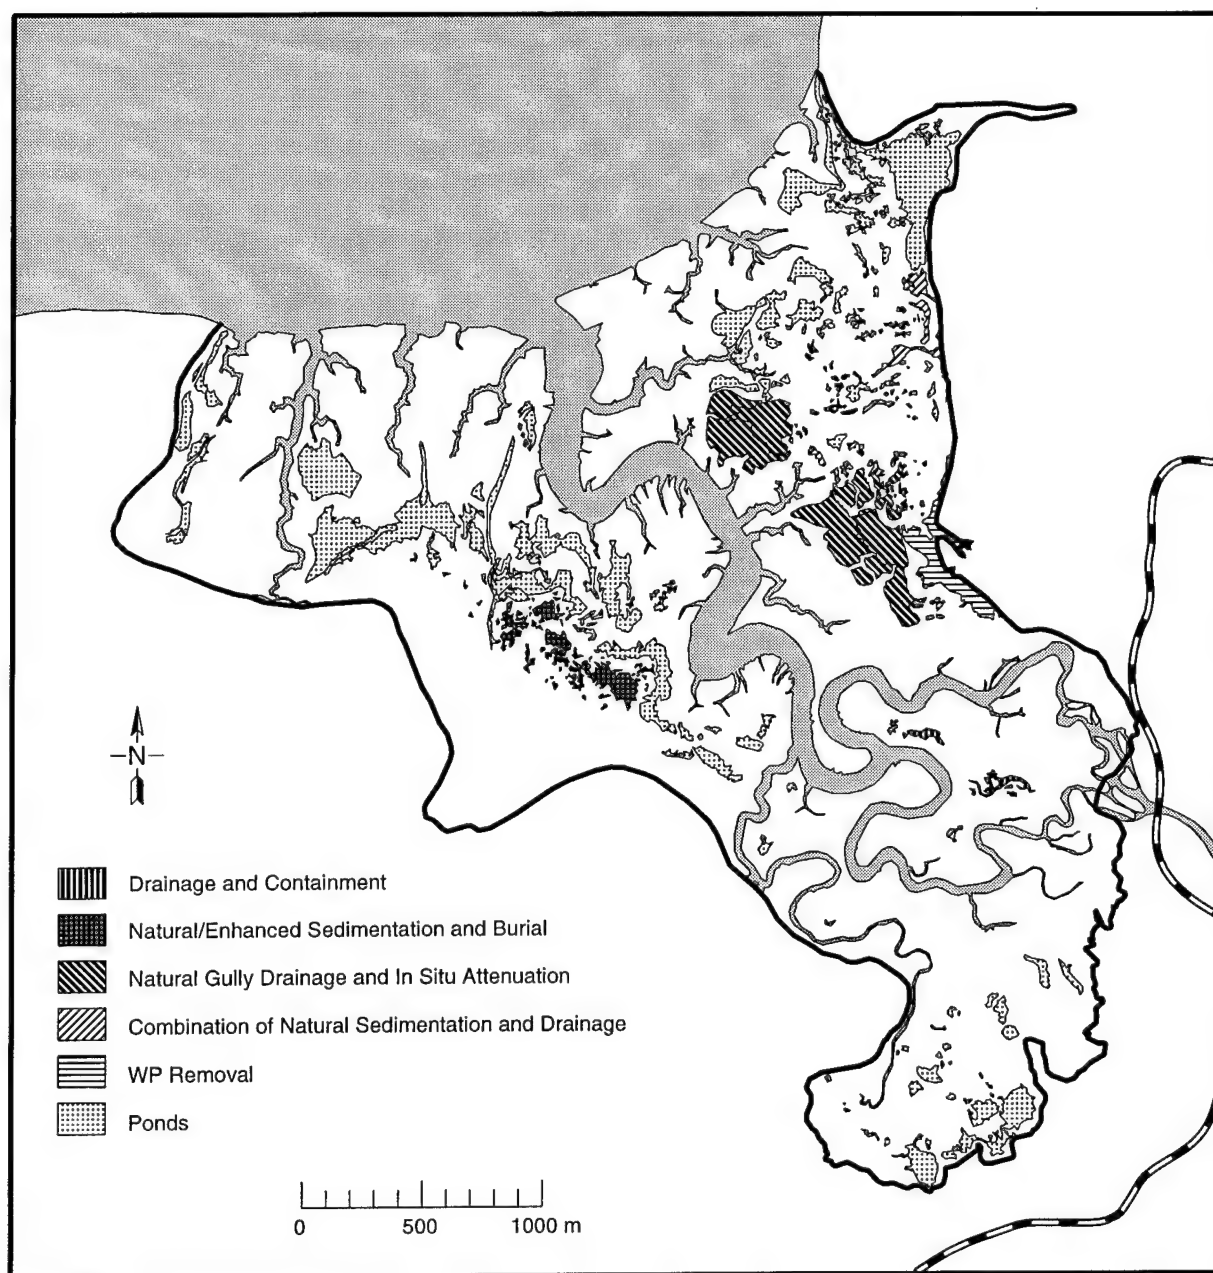 N
Drainage and Containment
Natural/Enhanced Sedimentation and Burial
Natural Gully Drainage and In Situ Attenuation
Combination of Natural Sedimentation and Drainage
WP Removal
Ponds
0 500 1000 m